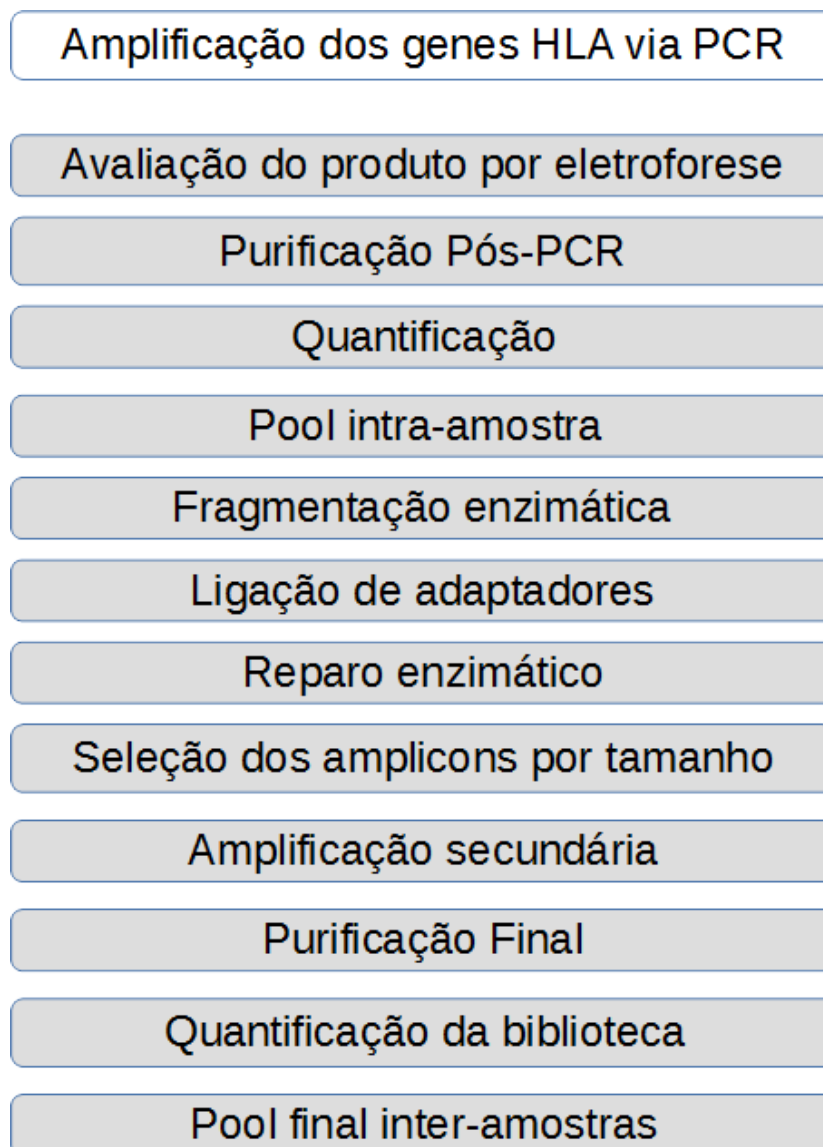 Amplificação dos genes HLA via PCR
Avaliação do produto por eletroforese
Purificação Pós-PCR
Quantificação
Pool intra-amostra
Fragmentação enzimática
Ligação de adaptadores
Reparo enzimático
Seleção dos amplicons por tamanho
Amplificação secundária
Purificação Final
Quantificação da biblioteca
Pool final inter-amostras